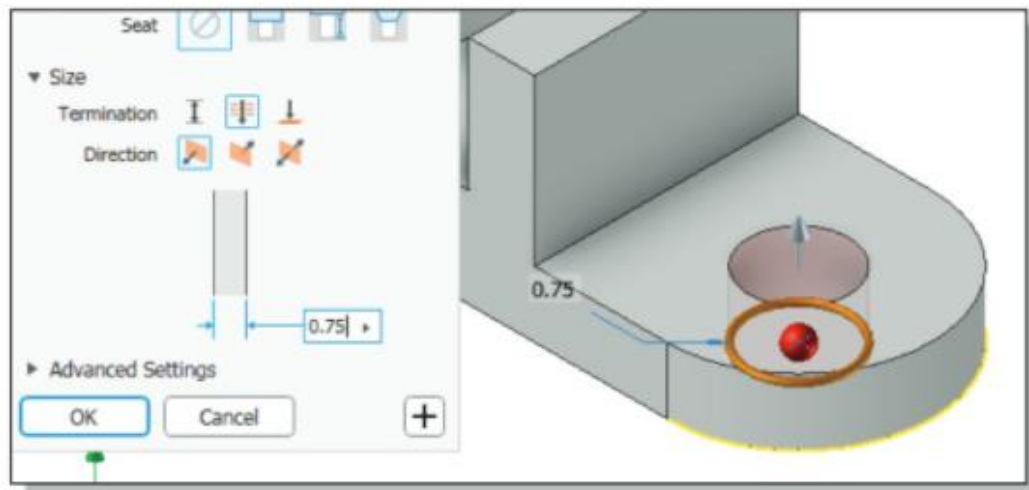 Seat
Size
Termination
Direction
0.75
0.75
Advanced Settings
OK
Cancel